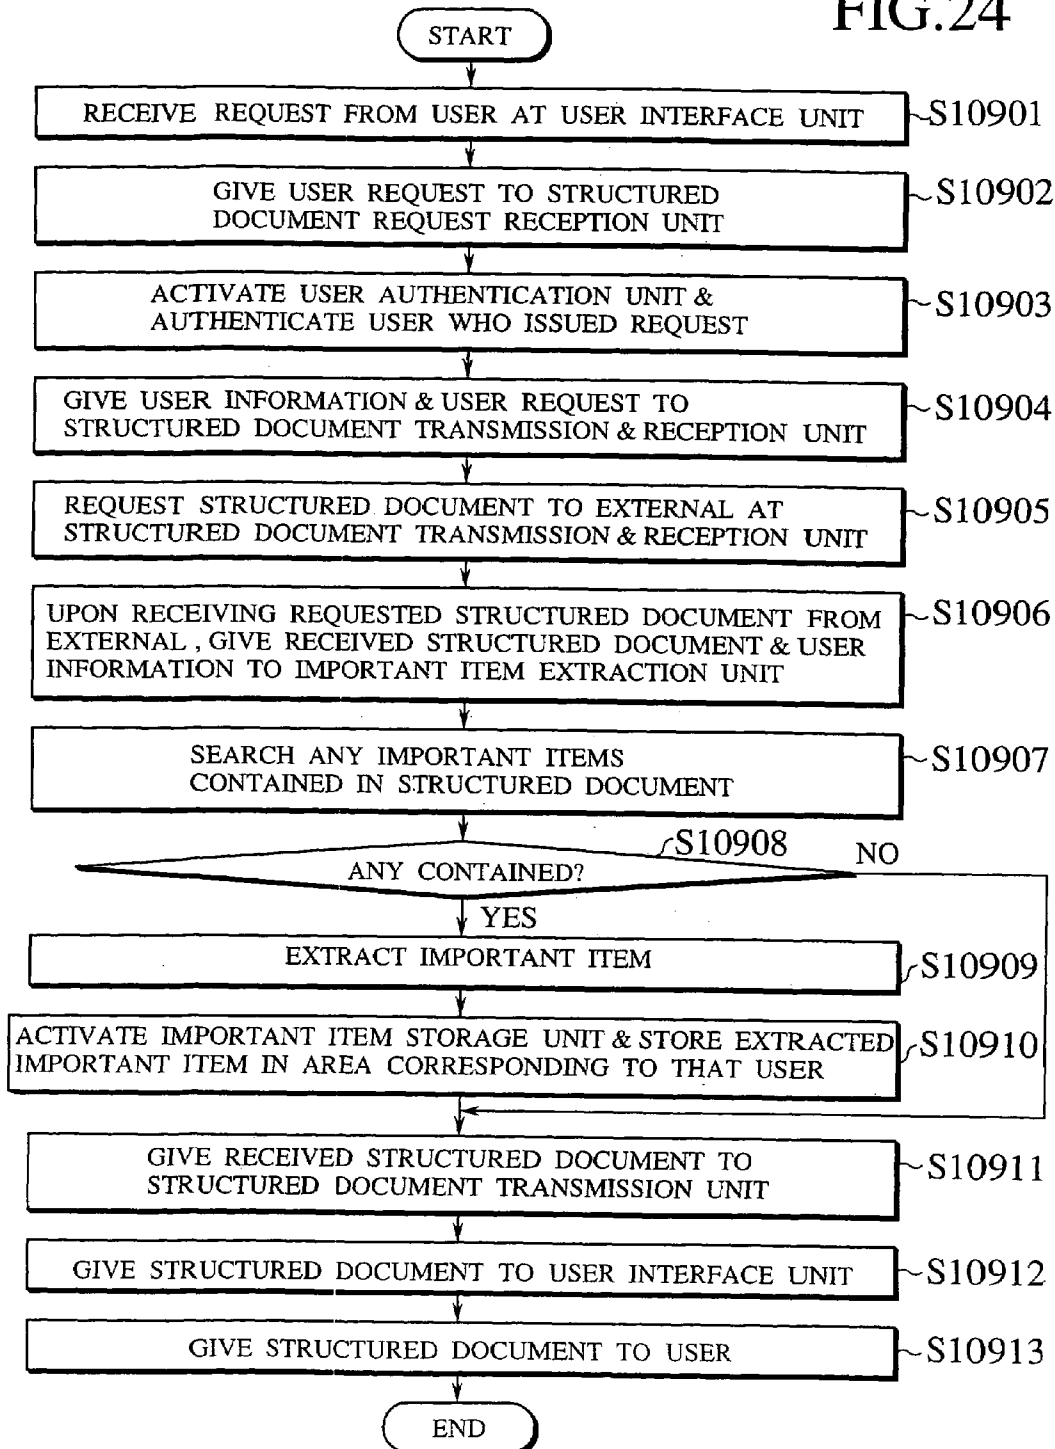 FIG.24
START
RECEIVE REQUEST FROM USER AT USER INTERFACE UNIT
S10901
GIVE USER REQUEST TO STRUCTURED
DOCUMENT REQUEST RECEPTION UNIT
S10902
ACTIVATE USER AUTHENTICATION UNIT &
AUTHENTICATE USER WHO ISSUED REQUEST
S10903
GIVE USER INFORMATION & USER REQUEST TO
STRUCTURED DOCUMENT TRANSMISSION & RECEPTION UNIT
S10904
REQUEST STRUCTURED DOCUMENT TO EXTERNAL AT
STRUCTURED DOCUMENT TRANSMISSION & RECEPTION UNIT
S10905
UPON RECEIVING REQUESTED STRUCTURED DOCUMENT FROM
EXTERNAL , GIVE RECEIVED STRUCTURED DOCUMENT & USER
INFORMATION TO IMPORTANT ITEM EXTRACTION UNIT
S10906
SEARCH ANY IMPORTANT ITEMS
CONTAINED IN STRUCTURED DOCUMENT
S10907
S10908
ANY CONTAINED?
NO
YES
EXTRACT IMPORTANT ITEM
S10909
ACTIVATE IMPORTANT ITEM STORAGE UNIT & STORE EXTRACTED
IMPORTANT ITEM IN AREA CORRESPONDING TO THAT USER
S10910
GIVE RECEIVED STRUCTURED DOCUMENT TO
STRUCTURED DOCUMENT TRANSMISSION UNIT
S10911
GIVE STRUCTURED DOCUMENT TO USER INTERFACE UNIT
S10912
GIVE STRUCTURED DOCUMENT TO USER
S10913
END